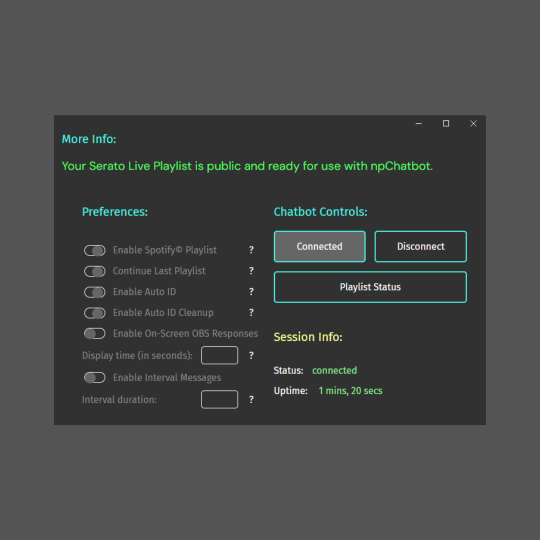 More Info:
Your Serato Live Playlist is public and ready for use with npChatbot.
Preferences:
Enable Spotify© Playlist ?
Continue Last Playlist ?
Enable Auto ID ?
Enable Auto ID Cleanup ?
Enable On-Screen OBS Responses
Display time (in seconds): ?
Enable Interval Messages
Interval duration: ?
Chatbot Controls:
Connected Disconnect
Playlist Status
Session Info:
Status: connected
Uptime: 1 mins, 20 secs